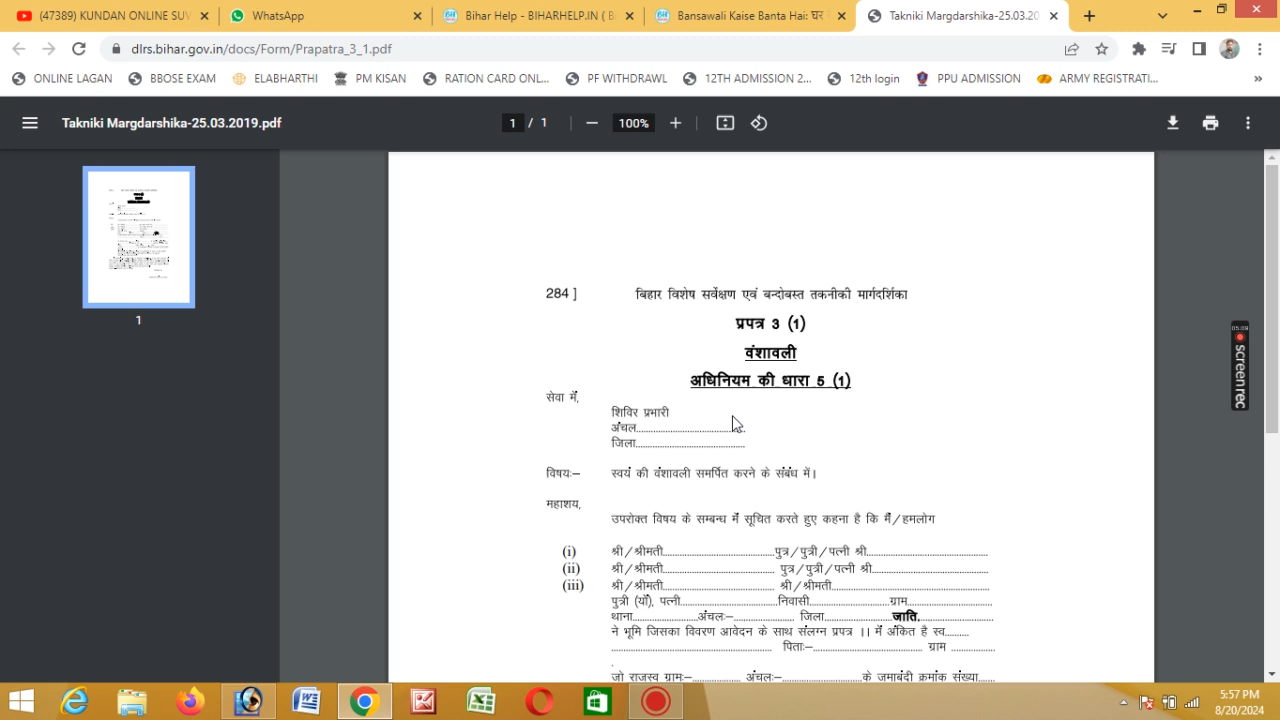 (47389) KUNDAN ONLINE SUV
WhatsApp
Bihar Help - BIHARHELP.IN ( B
Bansawali Kaise Banta Hai: घर
Takniki Margdarshika-25.03.20
dlrs.bihar.gov.in/docs/Form/Prapatra_3_1.pdf
ONLINE LAGAN
BBOSE EXAM
ELABHARTHI
PM KISAN
RATION CARD ONL...
PF WITHDRAWL
12TH ADMISSION 2...
12th login
PPU ADMISSION
ARMY REGISTRATI...
Takniki Margdarshika-25.03.2019.pdf
1 / 1
100%
1
284 ] बिहार विशेष सर्वेक्षण एवं बन्दोबस्त तकनीकी मार्गदर्शिका
प्रपत्र 3 (1)
वंशावली
अधिनियम की धारा 5 (1)
सेवा में,
शिविर प्रभारी
अंचल.......................................
जिला.......................................
विषयः– स्वयं की वंशावली समर्पित करने के संबंध में।
महाशय,
उपरोक्त विषय के सम्बन्ध में सूचित करते हुए कहना है कि मैं/हमलोग
(i) श्री/श्रीमती.......................................पुत्र/पुत्री/पत्नी श्री.......................................
(ii) श्री/श्रीमती....................................... पुत्र/पुत्री/पत्नी श्री.......................................
(iii) श्री/श्रीमती....................................... श्री/श्रीमती.......................................
पुत्री (याँ), पत्नी..............................निवासी.........................ग्राम.........................
थाना....................अंचलः–.................... जिला.........................जाति.........................
ने भूमि जिसका विवरण आवेदन के साथ संलग्न प्रपत्र ।। में अंकित है स्व.........
.................................................. पिताः–.................................... ग्राम ...............
.
जो राजस्व ग्रामः–.................. अंचलः–.............................के जमाबंदी क्रमांक संख्या......
05:09
screen rec
5:57 PM
8/20/2024